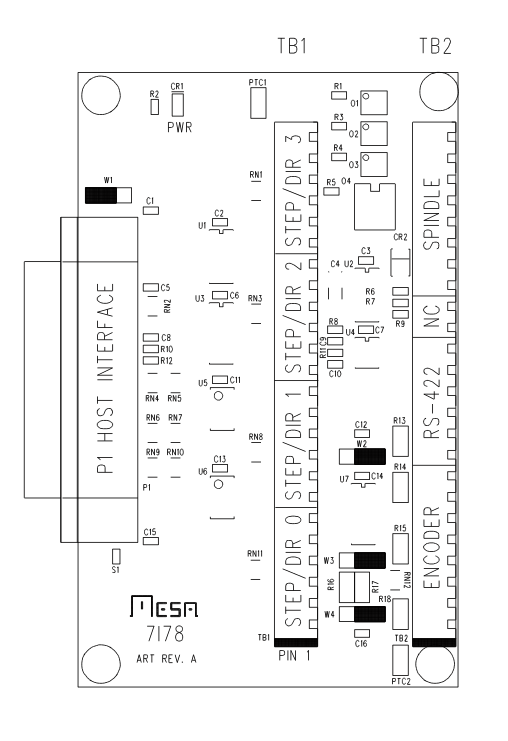 TB1 TB2
R2 CR1 PTC1 R1 O1
PWR R3 O2
R4 O3
W1 RN1 R5 O4
C1 C2
U1
STEP/DIR 3
SPINDLE
CR2
C3
C4 U2
C5 U3 C6 RN3 R6
RN2 R7
STEP/DIR 2
NC
R8 U4 C7 R9
C8 C9
R10 R11
R12 C10
P1 HOST INTERFACE
RN4 RN5 U5 C11
STEP/DIR 1
RS-422
RN6 RN7 C12 R13
RN8 W2
RN9 RN10 C13 R14
U6 U7 C14
P1
STEP/DIR 0
ENCODER
C15 R15
S1 RN11 W3
R16 R17 RN12
MESA R18
W4
7I78 TB1 C16 TB2
ART REV. A PIN 1 PTC2